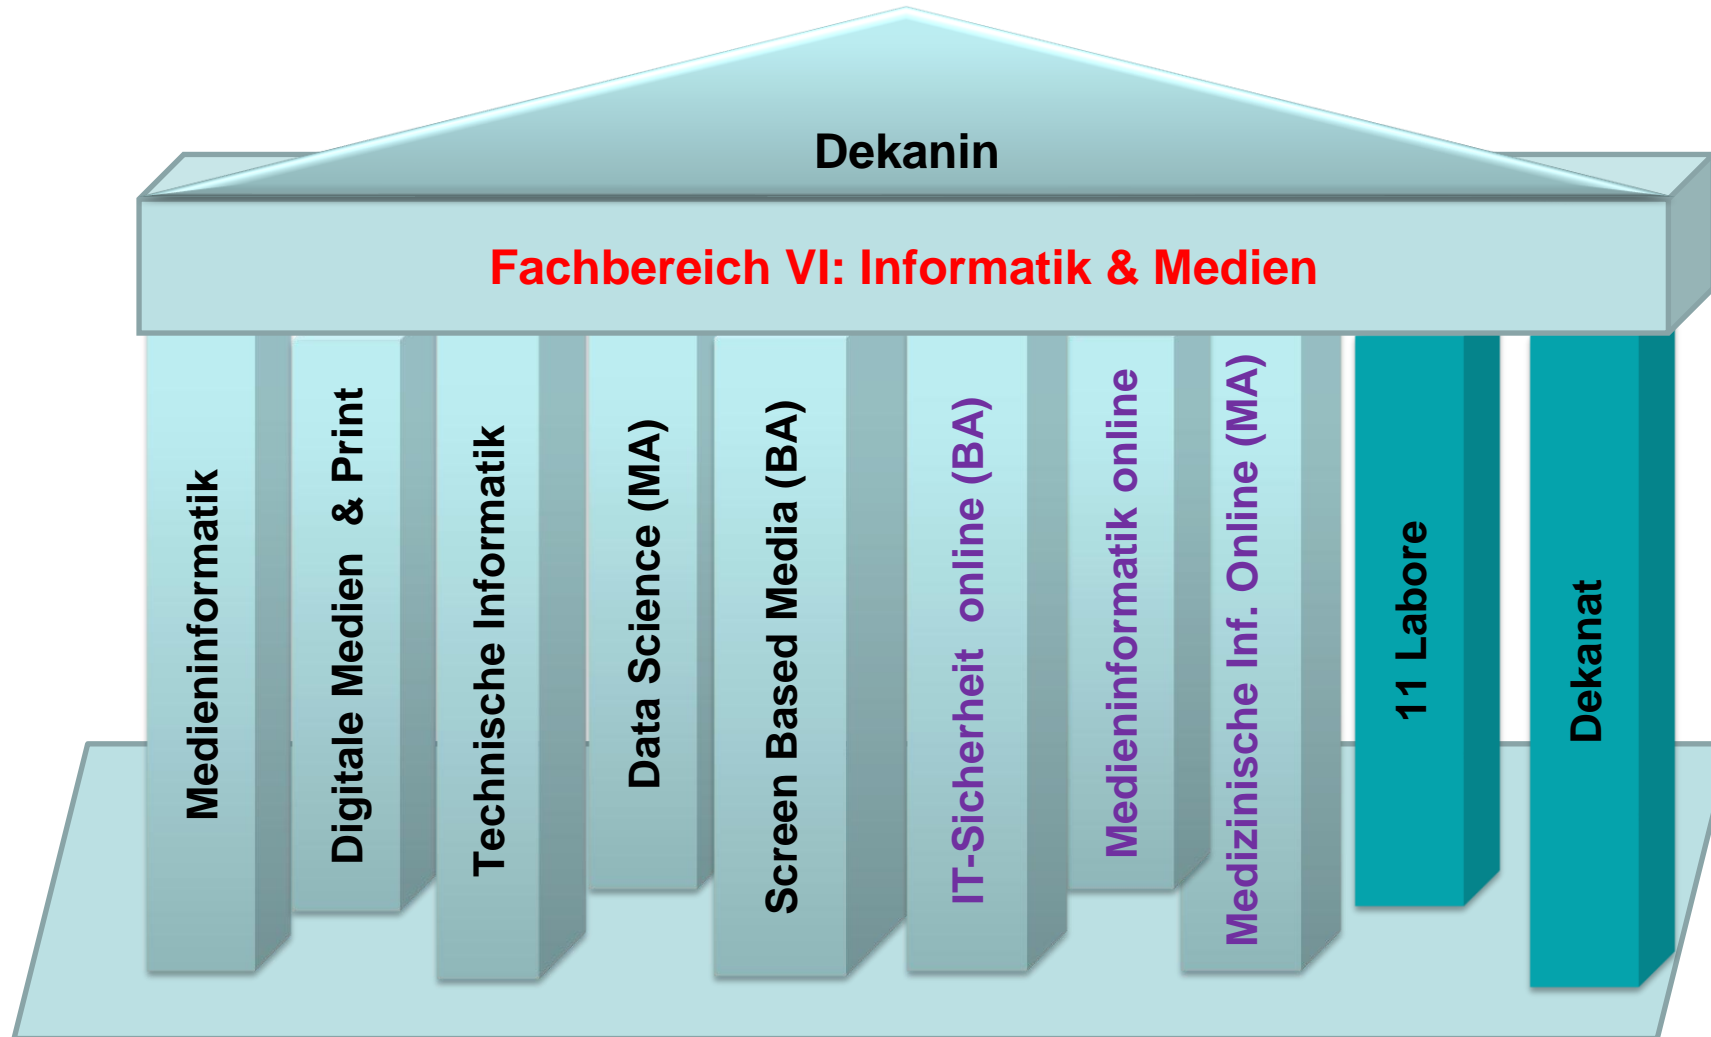 Dekanin
Fachbereich VI: Informatik & Medien
Medieninformatik
Digitale Medien & Print
Technische Informatik
Data Science (MA)
Screen Based Media (BA)
IT-Sicherheit online (BA)
Medieninformatik online
Medizinische Inf. Online (MA)
11 Labore
Dekanat